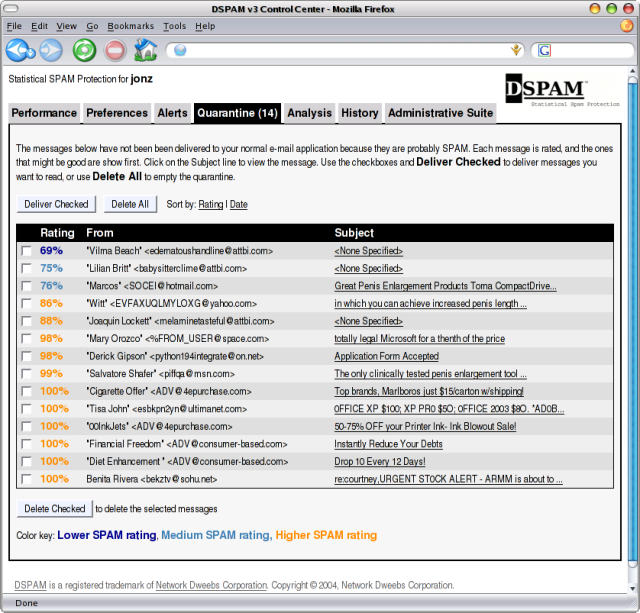 DSPAM v3 Control Center - Mozilla Firefox
File Edit View Go Bookmarks Tools Help
G
Statistical SPAM Protection for jonz
DSPAM™
Statistical Spam Protection
Performance Preferences Alerts Quarantine (14) Analysis History Administrative Suite
The messages below have not been been delivered to your normal e-mail application because they are probably SPAM. Each message is rated, and the ones
that might be good are show first. Click on the Subject line to view the message. Use the checkboxes and Deliver Checked to deliver messages you
want to read, or use Delete All to empty the quarantine.
Deliver Checked Delete All Sort by: Rating | Date
Rating From Subject
69% "Vilma Beach" <edematoushandline@attbi.com> <None Specified>
75% "Lilian Britt" <babysitterclime@attbi.com> <None Specified>
76% "Marcos" <SOCEI@hotmail.com> Great Penis Enlargement Products Toma CompactDrive...
86% "Witt" <EVFAXUQLMYLOXG@yahoo.com> in which you can achieve increased penis length ...
88% "Joaquin Lockett" <melaminetasteful@attbi.com> <None Specified>
98% "Mary Orozco" <%FROM_USER@space.com> totally legal Microsoft for a thenth of the price
98% "Derick Gipson" <python194integrate@on.net> Application Form Accepted
99% "Salvatore Shafer" <piffqa@msn.com> The only clinically tested penis enlargement tool ...
100% "Cigarette Offer" <ADV@4epurchase.com> Top brands, Marlboros just $15/carton w/shipping!
100% "Tisa John" <esbkpn2yn@ultimanet.com> 0FFICE XP $100; XP PR0 $5O; 0FFICE 2003 $8O. "AD0B...
100% "00InkJets" <ADV@4epurchase.com> 50-75% OFF your Printer Ink- Ink Blowout Sale!
100% "Financial Freedom" <ADV@consumer-based.com> Instantly Reduce Your Debts
100% "Diet Enhancement " <ADV@consumer-based.com> Drop 10 Every 12 Days!
100% Benita Rivera <bekztv@sohu.net> re:courtney,URGENT ST0CK ALERT - ARMM is about to ...
Delete Checked to delete the selected messages
Color key: Lower SPAM rating, Medium SPAM rating, Higher SPAM rating
DSPAM is a registered trademark of Network Dweebs Corporation. Copyright © 2004, Network Dweebs Corporation.
Done